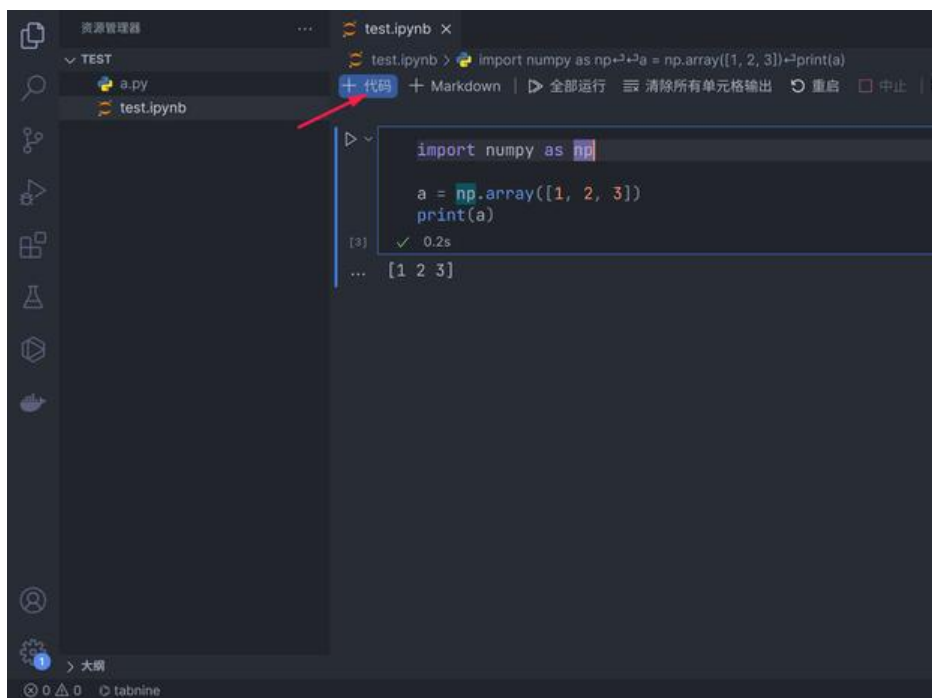 资源管理器 ...
test.ipynb ×
TEST
a.py
test.ipynb
test.ipynb > import numpy as np↵↵a = np.array([1, 2, 3])↵print(a)
+ 代码 + Markdown | 全部运行 清除所有单元格输出 重启 中止 |
import numpy as np
a = np.array([1, 2, 3])
print(a)
[3] ✓ 0.2s
... [1 2 3]
1
> 大纲
0 0 tabnine